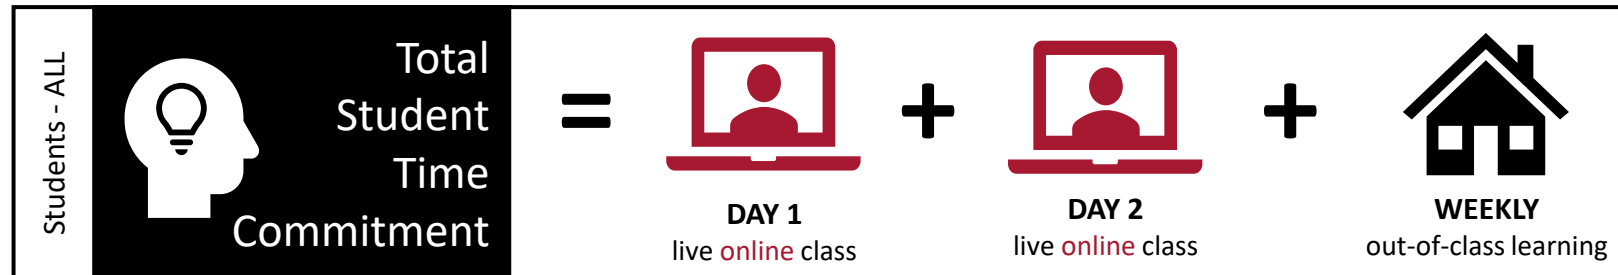 Students - ALL
Total
Student
Time
Commitment
=
+
+
DAY 1
live online class
DAY 2
live online class
WEEKLY
out-of-class learning